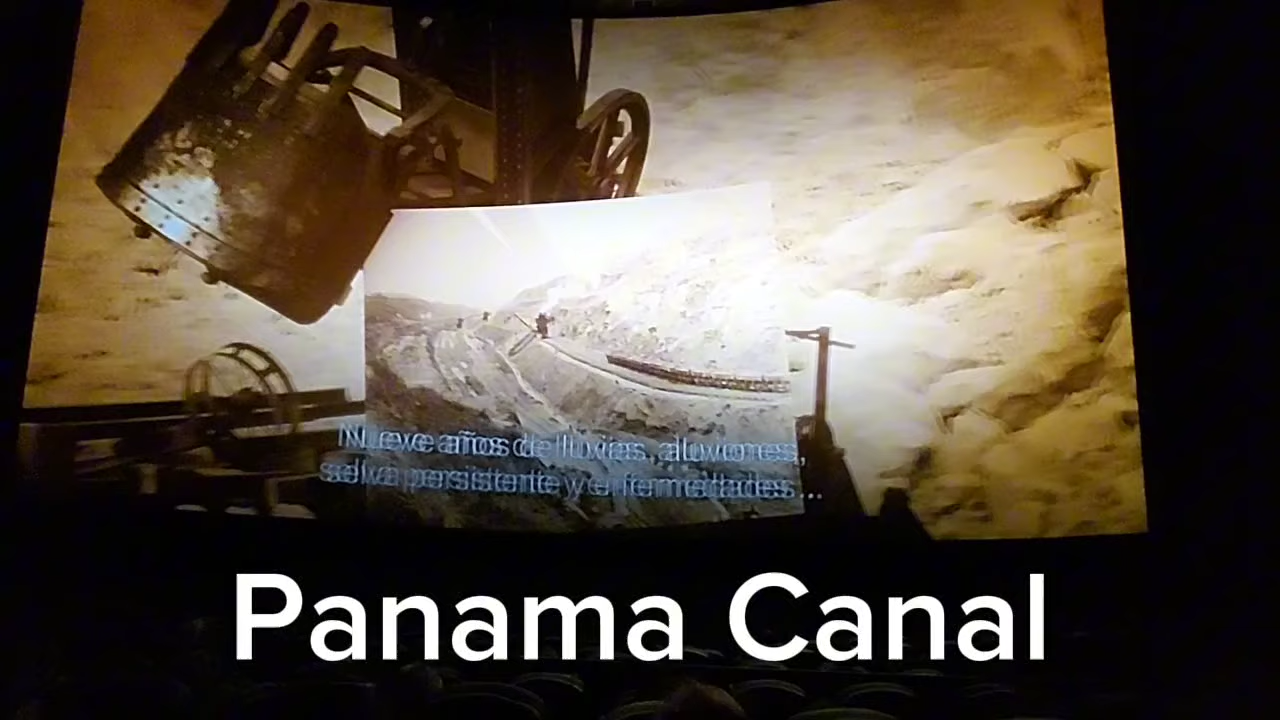 Nueve años de lluvias, aluviones,
selva persistente y enfermedades...
Panama Canal